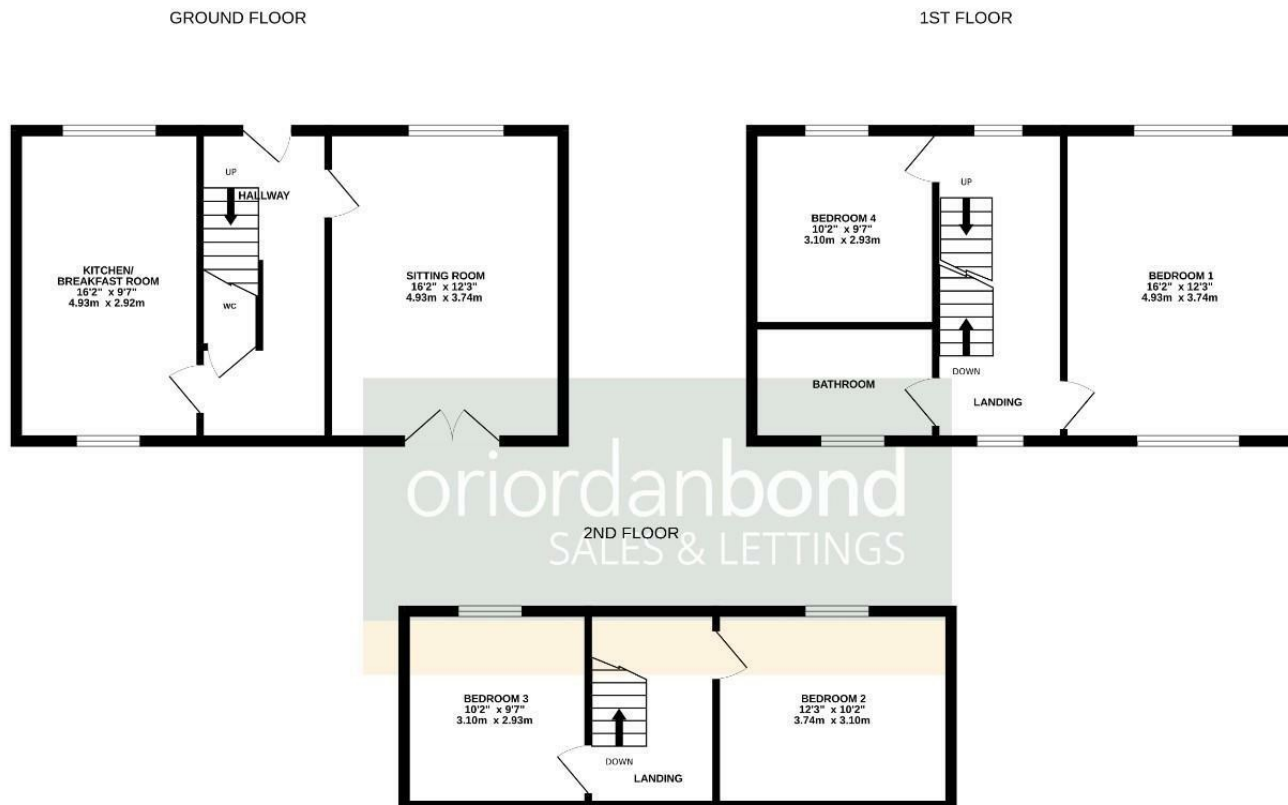 GROUND FLOOR
1ST FLOOR
UP
HALLWAY
KITCHEN/
BREAKFAST ROOM
16'2" x 9'7"
4.93m x 2.92m
WC
SITTING ROOM
16'2" x 12'3"
4.93m x 3.74m
BEDROOM 4
10'2" x 9'7"
3.10m x 2.93m
UP
BEDROOM 1
16'2" x 12'3"
4.93m x 3.74m
BATHROOM
DOWN
LANDING
oriordanbond
SALES & LETTINGS
2ND FLOOR
BEDROOM 3
10'2" x 9'7"
3.10m x 2.93m
DOWN
LANDING
BEDROOM 2
12'3" x 10'2"
3.74m x 3.10m